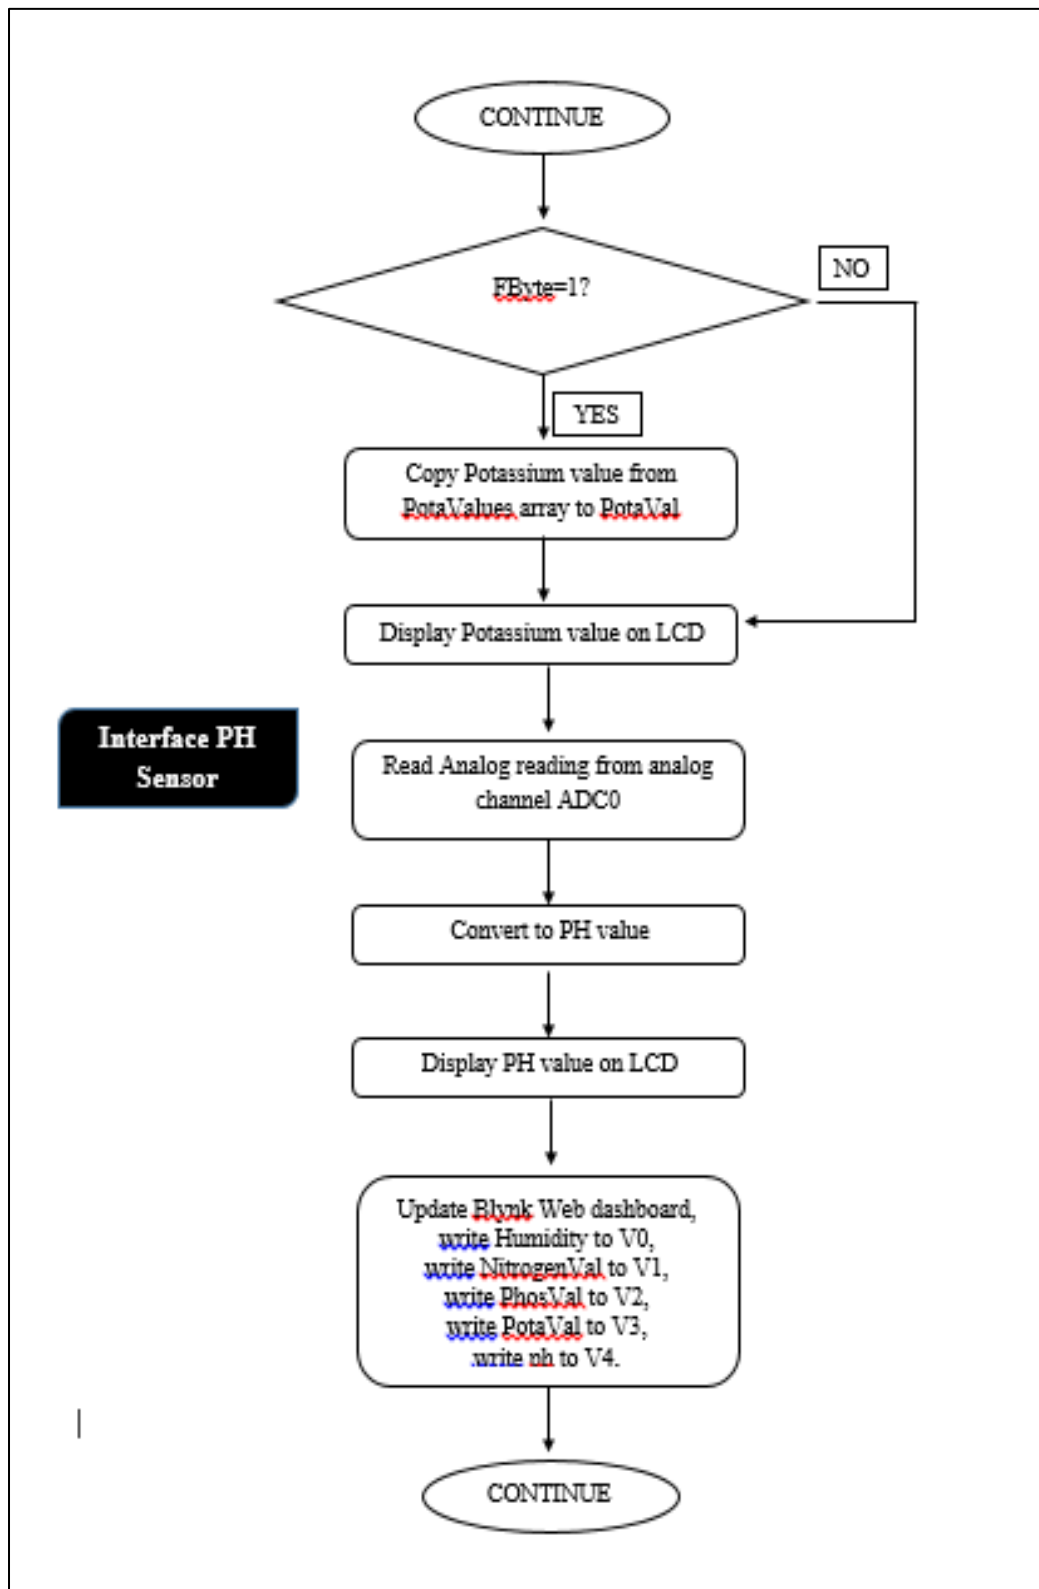 CONTINUE
FByte=1?
NO
YES
Copy Potassium value from
PotaValues array to PotaVal
Display Potassium value on LCD
Interface PH
Sensor
Read Analog reading from analog
channel ADC0
Convert to PH value
Display PH value on LCD
Update Blynk Web dashboard,
write Humidity to V0,
write NitrogenVal to V1,
write PhosVal to V2,
write PotaVal to V3,
write ph to V4.
CONTINUE